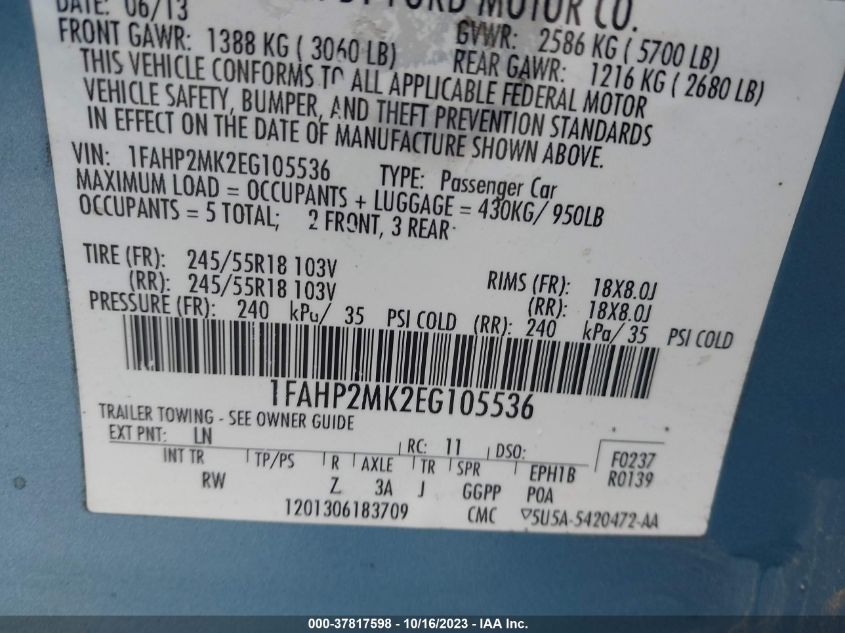 DATE: 06/13
BY FORD MOTOR CO.
FRONT GAWR: 1388 KG ( 3060 LB)
GVWR: 2586 KG ( 5700 LB)
REAR GAWR: 1216 KG ( 2680 LB)
THIS VEHICLE CONFORMS TO ALL APPLICABLE FEDERAL MOTOR
VEHICLE SAFETY, BUMPER, AND THEFT PREVENTION STANDARDS
IN EFFECT ON THE DATE OF MANUFACTURE SHOWN ABOVE.
VIN: 1FAHP2MK2EG105536 TYPE: Passenger Car
MAXIMUM LOAD = OCCUPANTS + LUGGAGE = 430KG/ 950LB
OCCUPANTS = 5 TOTAL; 2 FRONT, 3 REAR
TIRE (FR): 245/55R18 103V RIMS (FR): 18X8.0J
(RR): 245/55R18 103V (RR): 18X8.0J
PRESSURE (FR): 240 kPa/ 35 PSI COLD (RR): 240 kPa/ 35 PSI COLD
1FAHP2MK2EG105536
TRAILER TOWING - SEE OWNER GUIDE
EXT PNT: LN RC: 11 DSO: F0237
INT TR TP/PS R AXLE TR SPR EPH1B R0139
RW Z 3A J GGPP POA
1201306183709 CMC ▽5U5A-5420472-AA
000-37817598 - 10/16/2023 - IAA Inc.